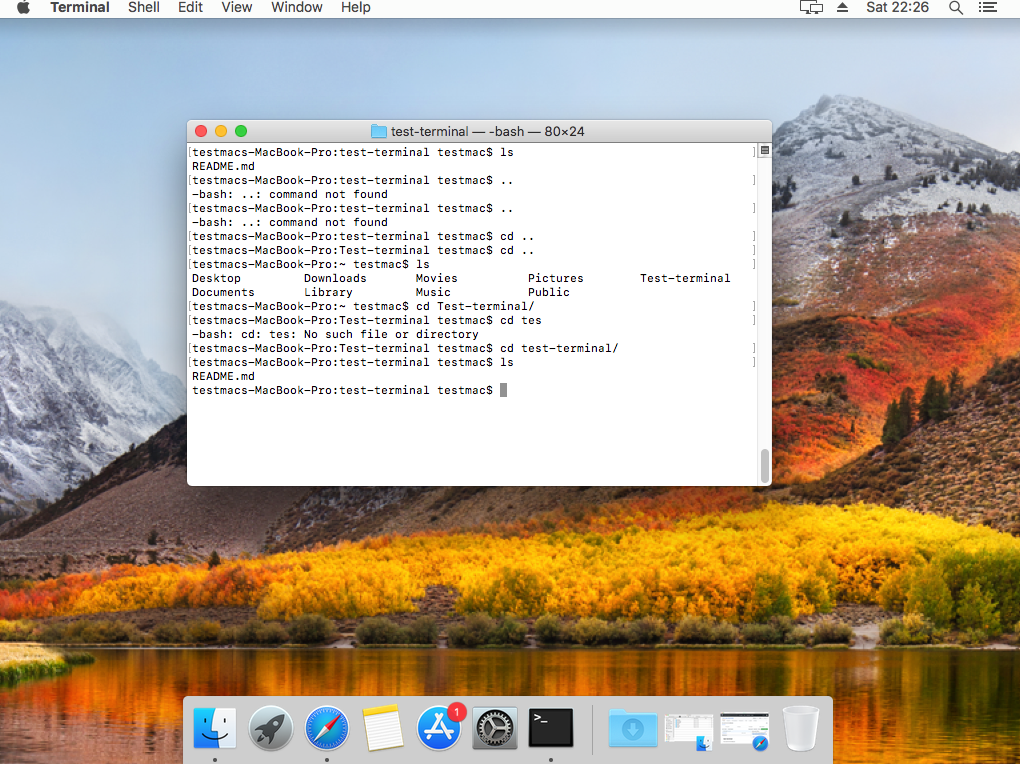 Terminal Shell Edit View Window Help Sat 22:26
test-terminal — -bash — 80×24
[testmacs-MacBook-Pro:test-terminal testmac$ ls ]
README.md
[testmacs-MacBook-Pro:test-terminal testmac$ .. ]
-bash: ..: command not found
[testmacs-MacBook-Pro:test-terminal testmac$ .. ]
-bash: ..: command not found
[testmacs-MacBook-Pro:test-terminal testmac$ cd .. ]
[testmacs-MacBook-Pro:Test-terminal testmac$ cd .. ]
[testmacs-MacBook-Pro:~ testmac$ ls ]
Desktop Downloads Movies Pictures Test-terminal
Documents Library Music Public
[testmacs-MacBook-Pro:~ testmac$ cd Test-terminal/ ]
[testmacs-MacBook-Pro:Test-terminal testmac$ cd tes ]
-bash: cd: tes: No such file or directory
[testmacs-MacBook-Pro:Test-terminal testmac$ cd test-terminal/ ]
[testmacs-MacBook-Pro:test-terminal testmac$ ls ]
README.md
testmacs-MacBook-Pro:test-terminal testmac$
1
>_